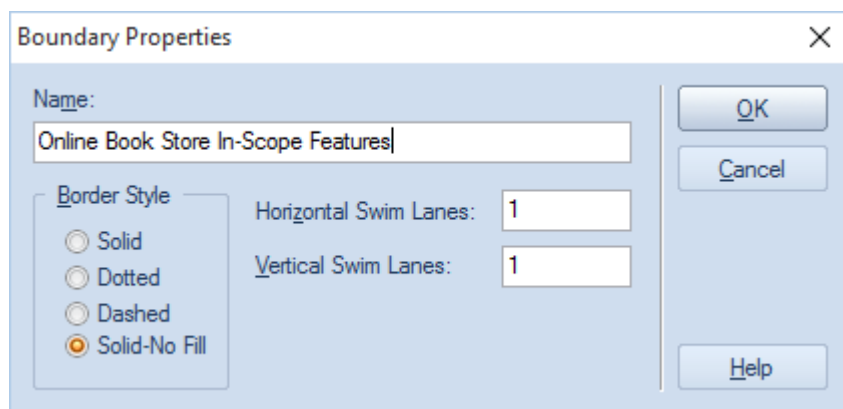 Boundary Properties
Name:
Online Book Store In-Scope Features
OK
Cancel
Border Style
Solid
Dotted
Dashed
Solid-No Fill
Horizontal Swim Lanes:
1
Vertical Swim Lanes:
1
Help